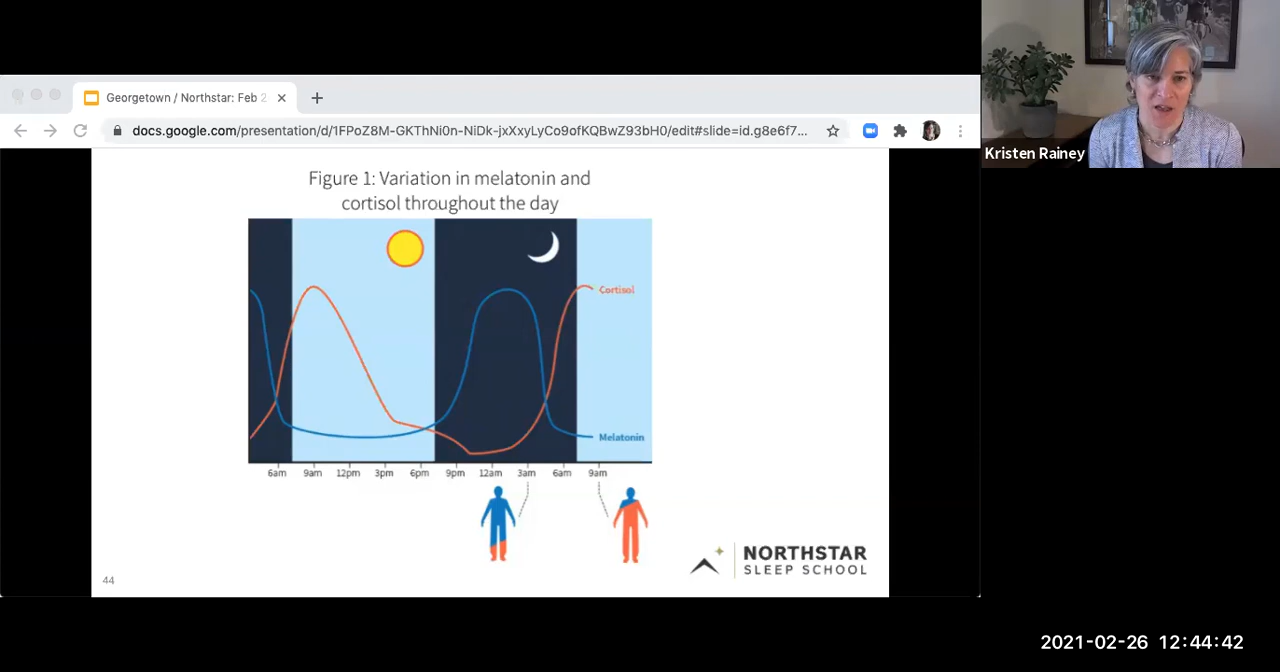 Georgetown / Northstar: Feb 2
docs.google.com/presentation/d/1FPoZ8M-GKThNi0n-NiDk-jxXxyLyCo9ofKQBwZ93bH0/edit#slide=id.g8e6f7...
Kristen Rainey
Figure 1: Variation in melatonin and
cortisol throughout the day
Cortisol
Melatonin
6am 9am 12pm 3pm 6pm 9pm 12am 3am 6am 9am
NORTHSTAR
SLEEP SCHOOL
44
2021-02-26 12:44:42